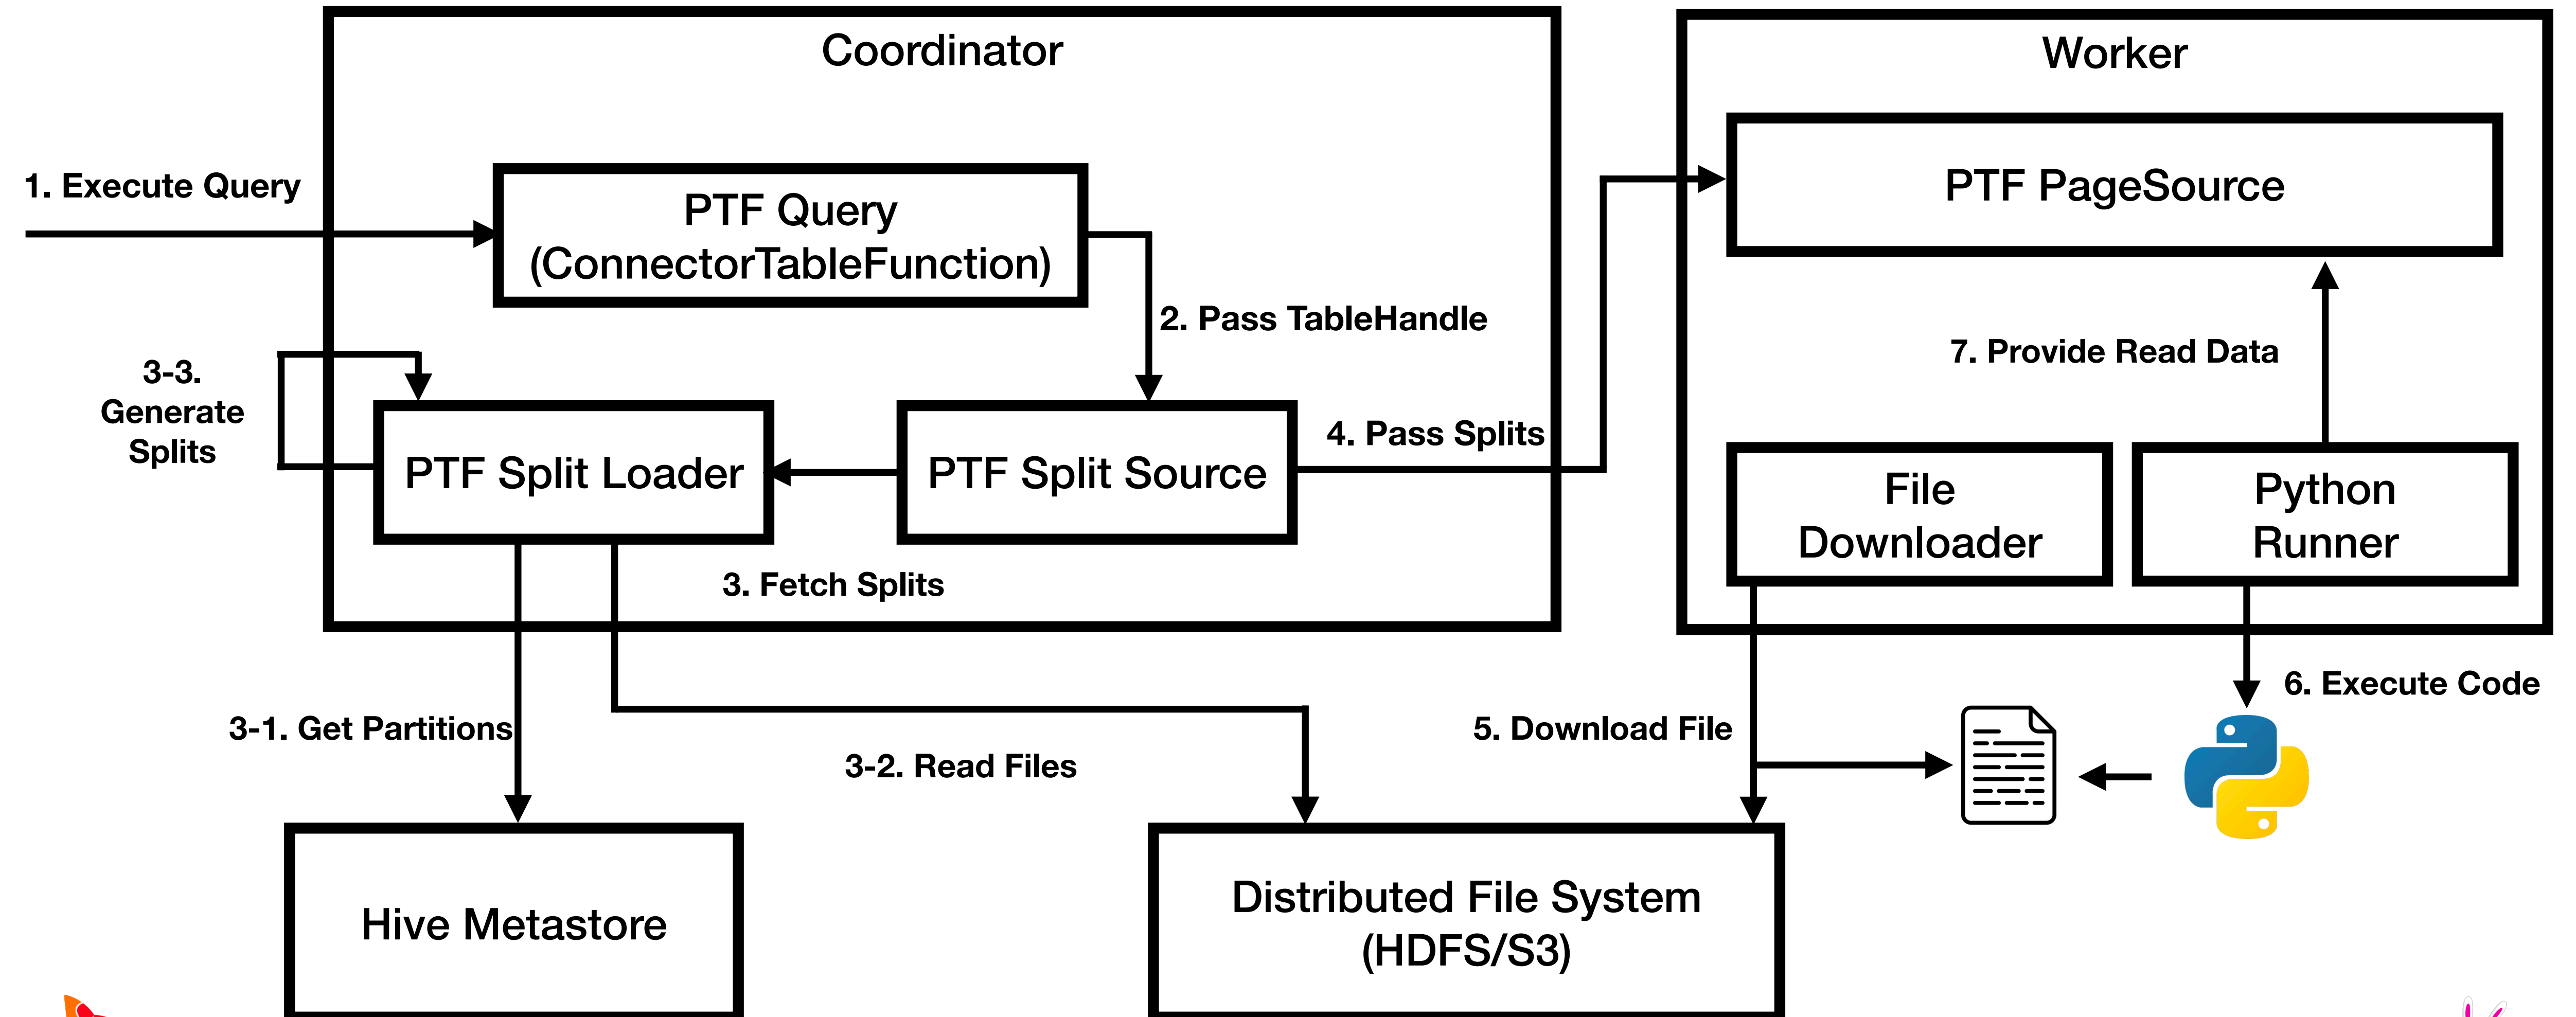 Coordinator
Worker
1. Execute Query
PTF Query
(ConnectorTableFunction)
PTF PageSource
2. Pass TableHandle
7. Provide Read Data
3-3.
Generate
Splits
PTF Split Loader
PTF Split Source
4. Pass Splits
File
Downloader
Python
Runner
3. Fetch Splits
6. Execute Code
3-1. Get Partitions
3-2. Read Files
5. Download File
Hive Metastore
Distributed File System
(HDFS/S3)